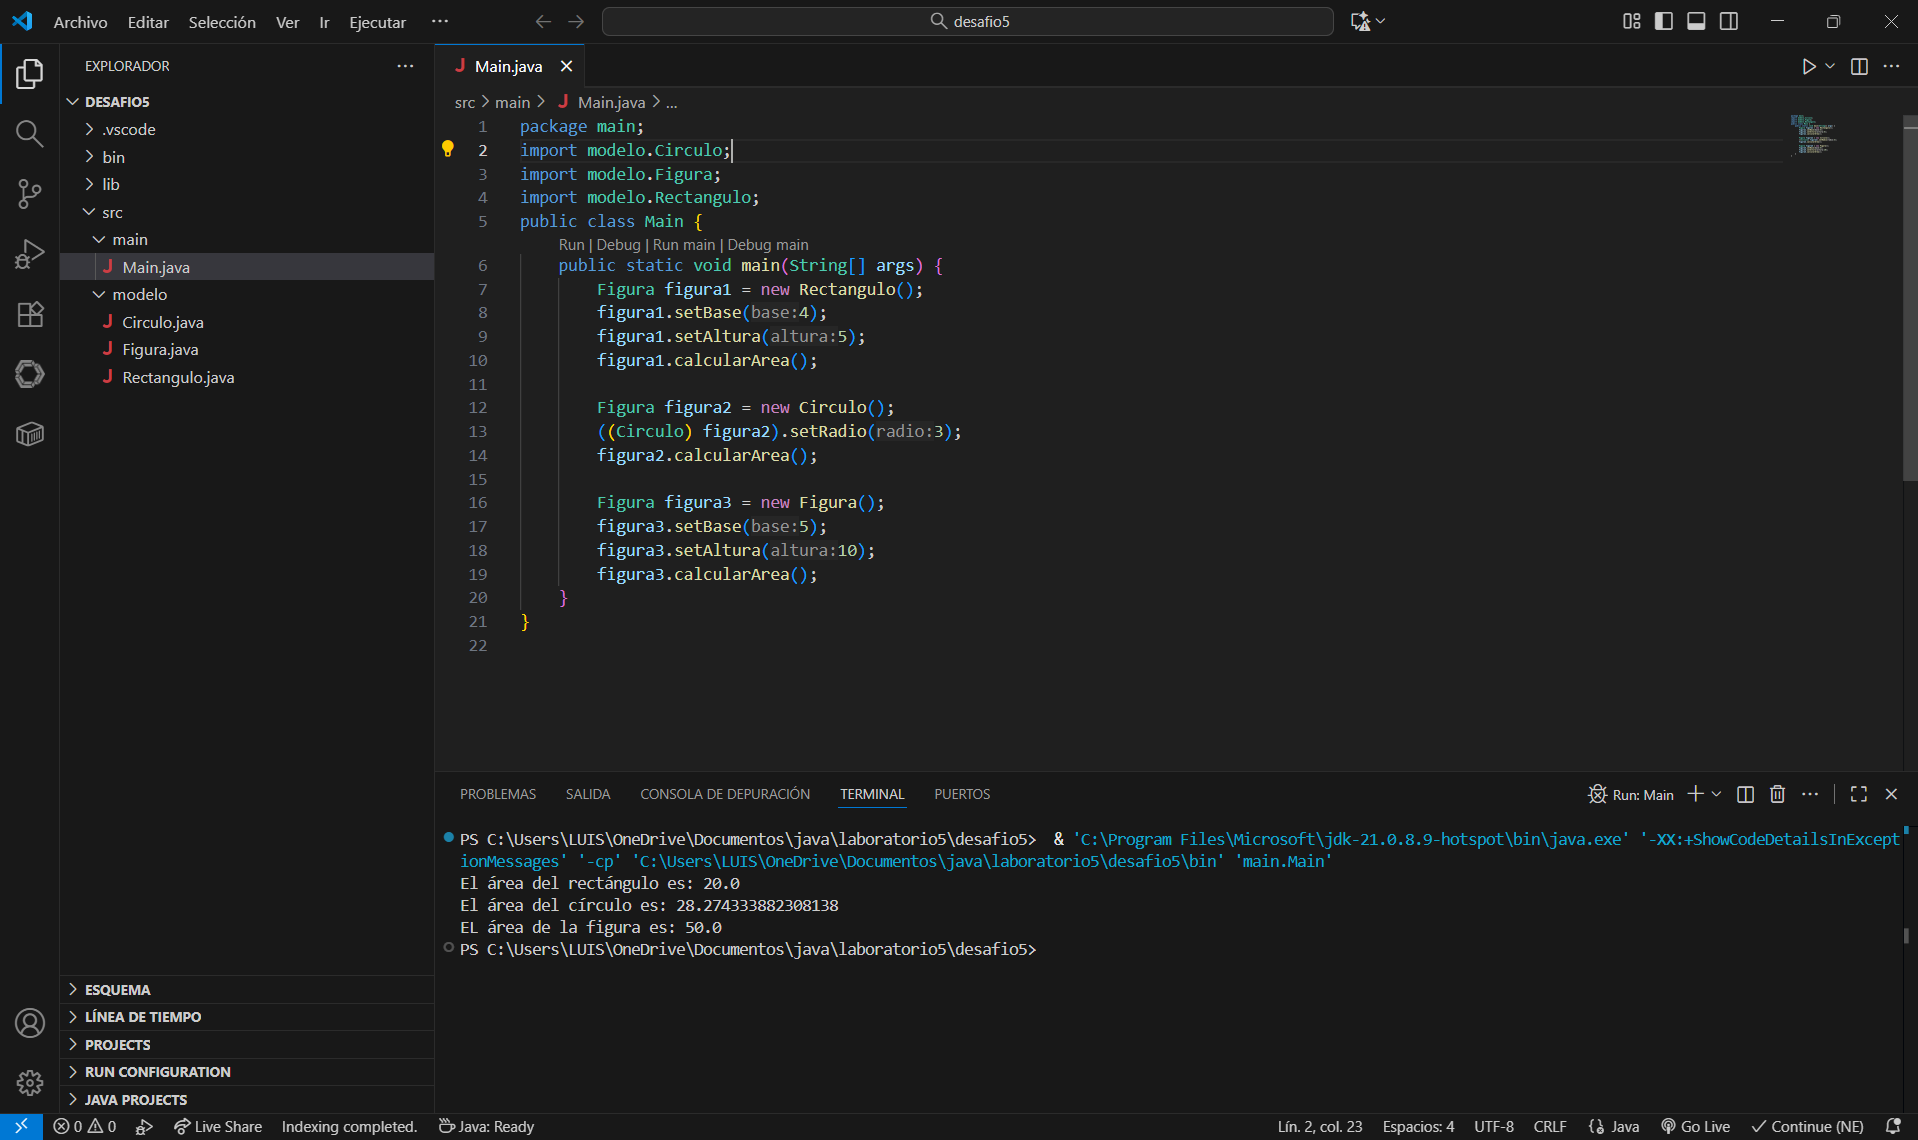 Archivo Editar Selección Ver Ir Ejecutar ···
desafio5
EXPLORADOR
DESAFIO5
.vscode
bin
lib
src
main
Main.java
modelo
Circulo.java
Figura.java
Rectangulo.java
ESQUEMA
LÍNEA DE TIEMPO
PROJECTS
RUN CONFIGURATION
JAVA PROJECTS
Main.java
src > main > Main.java > ...
1 package main;
2 import modelo.Circulo;
3 import modelo.Figura;
4 import modelo.Rectangulo;
5 public class Main {
Run | Debug | Run main | Debug main
6 public static void main(String[] args) {
7 Figura figura1 = new Rectangulo();
8 figura1.setBase(base:4);
9 figura1.setAltura(altura:5);
10 figura1.calcularArea();
11
12 Figura figura2 = new Circulo();
13 ((Circulo) figura2).setRadio(radio:3);
14 figura2.calcularArea();
15
16 Figura figura3 = new Figura();
17 figura3.setBase(base:5);
18 figura3.setAltura(altura:10);
19 figura3.calcularArea();
20 }
21 }
22
PROBLEMAS SALIDA CONSOLA DE DEPURACIÓN TERMINAL PUERTOS
Run: Main
PS C:\Users\LUIS\OneDrive\Documentos\java\laboratorio5\desafio5> & 'C:\Program Files\Microsoft\jdk-21.0.8.9-hotspot\bin\java.exe' '-XX:+ShowCodeDetailsInExcept
ionMessages' '-cp' 'C:\Users\LUIS\OneDrive\Documentos\java\laboratorio5\desafio5\bin' 'main.Main'
El área del rectángulo es: 20.0
El área del círculo es: 28.274333882308138
EL área de la figura es: 50.0
PS C:\Users\LUIS\OneDrive\Documentos\java\laboratorio5\desafio5>
0 0 Live Share Indexing completed. Java: Ready Lín. 2, col. 23 Espacios: 4 UTF-8 CRLF Java Go Live Continue (NE)